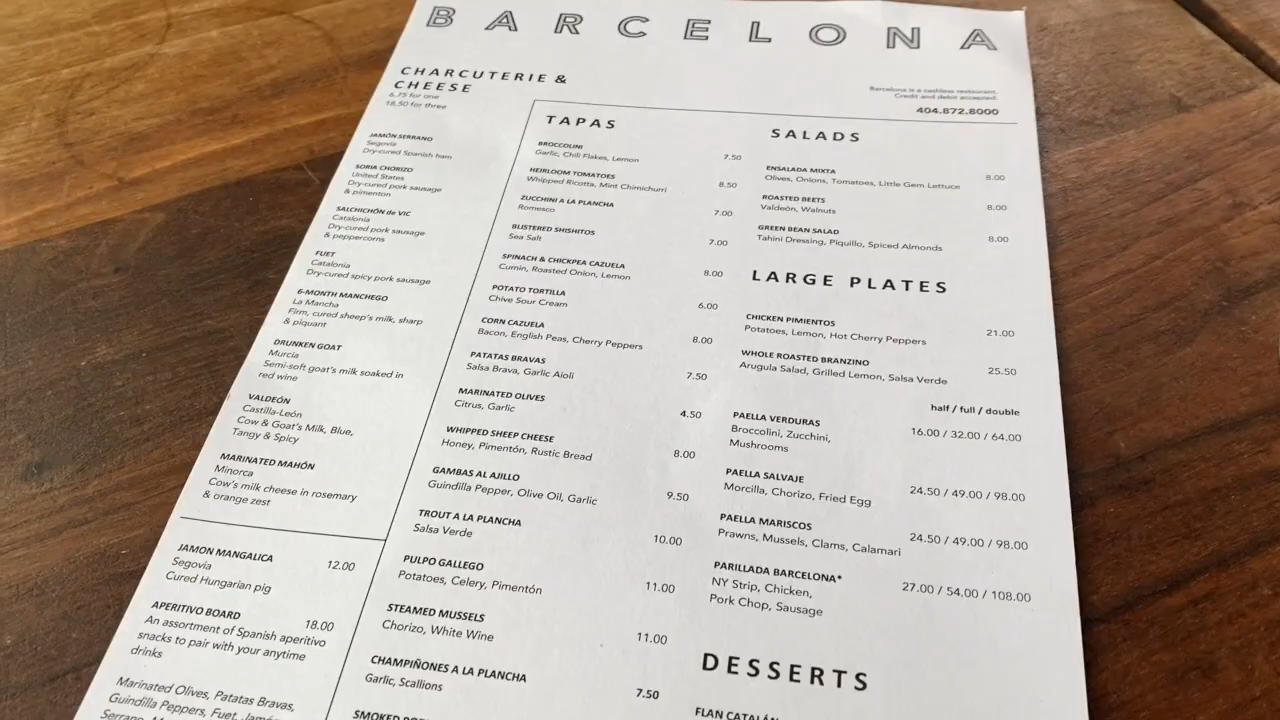 BARCELONA
CHARCUTERIE &
CHEESE
6.75 for one
18.50 for three
JAMÓN SERRANO
Segovia
Dry-cured Spanish ham
SORIA CHORIZO
United States
Dry-cured pork sausage
& pimenton
SALCHICHÓN de VIC
Catalonia
Dry-cured pork sausage
& peppercorns
FUET
Catalonia
Dry-cured spicy pork sausage
6-MONTH MANCHEGO
La Mancha
Firm, cured sheep's milk, sharp
& piquant
DRUNKEN GOAT
Murcia
Semi-soft goat's milk soaked in
red wine
VALDEÓN
Castilla-León
Cow & Goat's Milk, Blue,
Tangy & Spicy
MARINATED MAHÓN
Minorca
Cow's milk cheese in rosemary
& orange zest
JAMON MANGALICA 12.00
Segovia
Cured Hungarian pig
APERITIVO BOARD 18.00
An assortment of Spanish aperitivo
snacks to pair with your anytime
drinks
Marinated Olives, Patatas Bravas,
Guindilla Peppers, Fuet, Jamón
Serrano,
TAPAS
BROCCOLINI 7.50
Garlic, Chili Flakes, Lemon
HEIRLOOM TOMATOES 8.50
Whipped Ricotta, Mint Chimichurri
ZUCCHINI A LA PLANCHA 7.00
Romesco
BLISTERED SHISHITOS 7.00
Sea Salt
SPINACH & CHICKPEA CAZUELA 8.00
Cumin, Roasted Onion, Lemon
POTATO TORTILLA 6.00
Chive Sour Cream
CORN CAZUELA 8.00
Bacon, English Peas, Cherry Peppers
PATATAS BRAVAS 7.50
Salsa Brava, Garlic Aioli
MARINATED OLIVES 4.50
Citrus, Garlic
WHIPPED SHEEP CHEESE 8.00
Honey, Pimentón, Rustic Bread
GAMBAS AL AJILLO 9.50
Guindilla Pepper, Olive Oil, Garlic
TROUT A LA PLANCHA 10.00
Salsa Verde
PULPO GALLEGO 11.00
Potatoes, Celery, Pimentón
STEAMED MUSSELS 11.00
Chorizo, White Wine
CHAMPIÑONES A LA PLANCHA 7.50
Garlic, Scallions
SMOKED
Barcelona is a cashless restaurant.
Credit and debit accepted.
404.872.8000
SALADS
ENSALADA MIXTA 8.00
Olives, Onions, Tomatoes, Little Gem Lettuce
ROASTED BEETS 8.00
Valdeòn, Walnuts
GREEN BEAN SALAD 8.00
Tahini Dressing, Piquillo, Spiced Almonds
LARGE PLATES
CHICKEN PIMIENTOS 21.00
Potatoes, Lemon, Hot Cherry Peppers
WHOLE ROASTED BRANZINO 25.50
Arugula Salad, Grilled Lemon, Salsa Verde
half / full / double
PAELLA VERDURAS 16.00 / 32.00 / 64.00
Broccolini, Zucchini,
Mushrooms
PAELLA SALVAJE 24.50 / 49.00 / 98.00
Morcilla, Chorizo, Fried Egg
PAELLA MARISCOS 24.50 / 49.00 / 98.00
Prawns, Mussels, Clams, Calamari
PARILLADA BARCELONA* 27.00 / 54.00 / 108.00
NY Strip, Chicken,
Pork Chop, Sausage
DESSERTS
FLAN CATALÁN